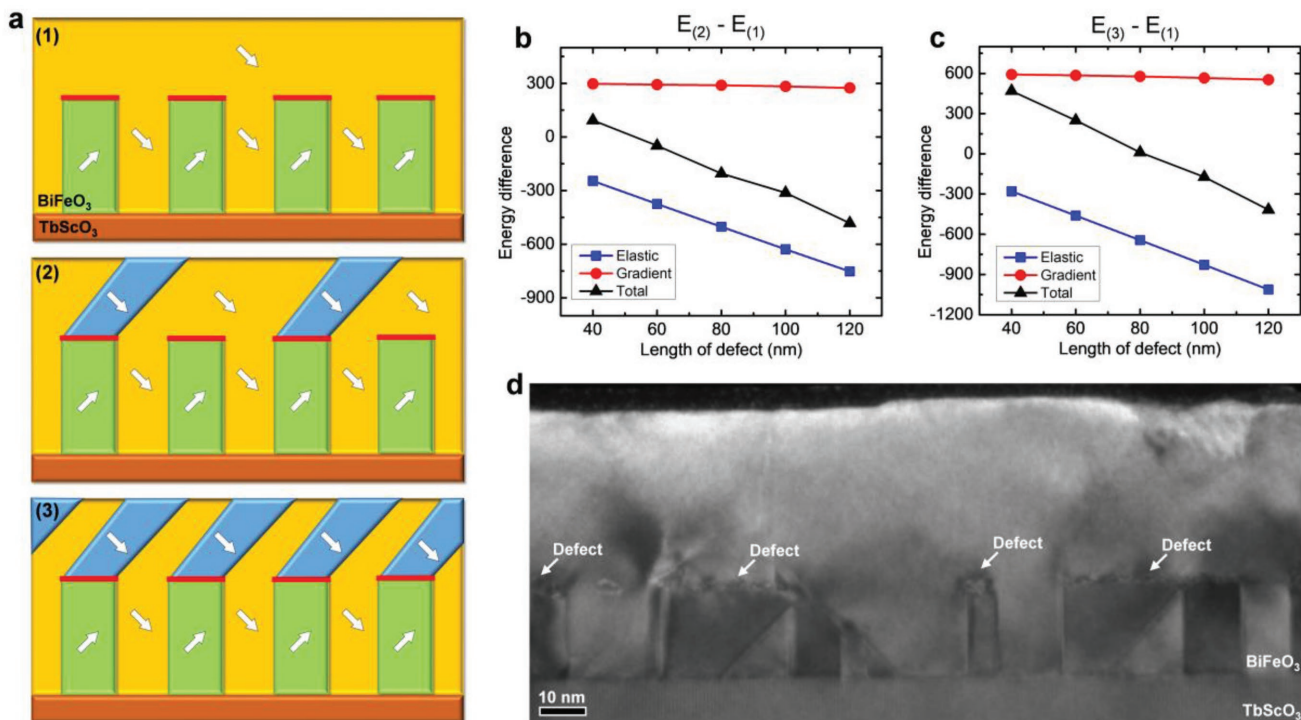 a
(1)
BiFeO3
TbScO3
(2)
(3)
b
E(2) - E(1)
Energy difference
300
0
-300
-600
-900
Elastic
Gradient
Total
40 60 80 100 120
Length of defect (nm)
c
E(3) - E(1)
Energy difference
600
300
0
-300
-600
-900
-1200
Elastic
Gradient
Total
40 60 80 100 120
Length of defect (nm)
d
Defect
Defect
Defect
Defect
BiFeO3
10 nm
TbScO3